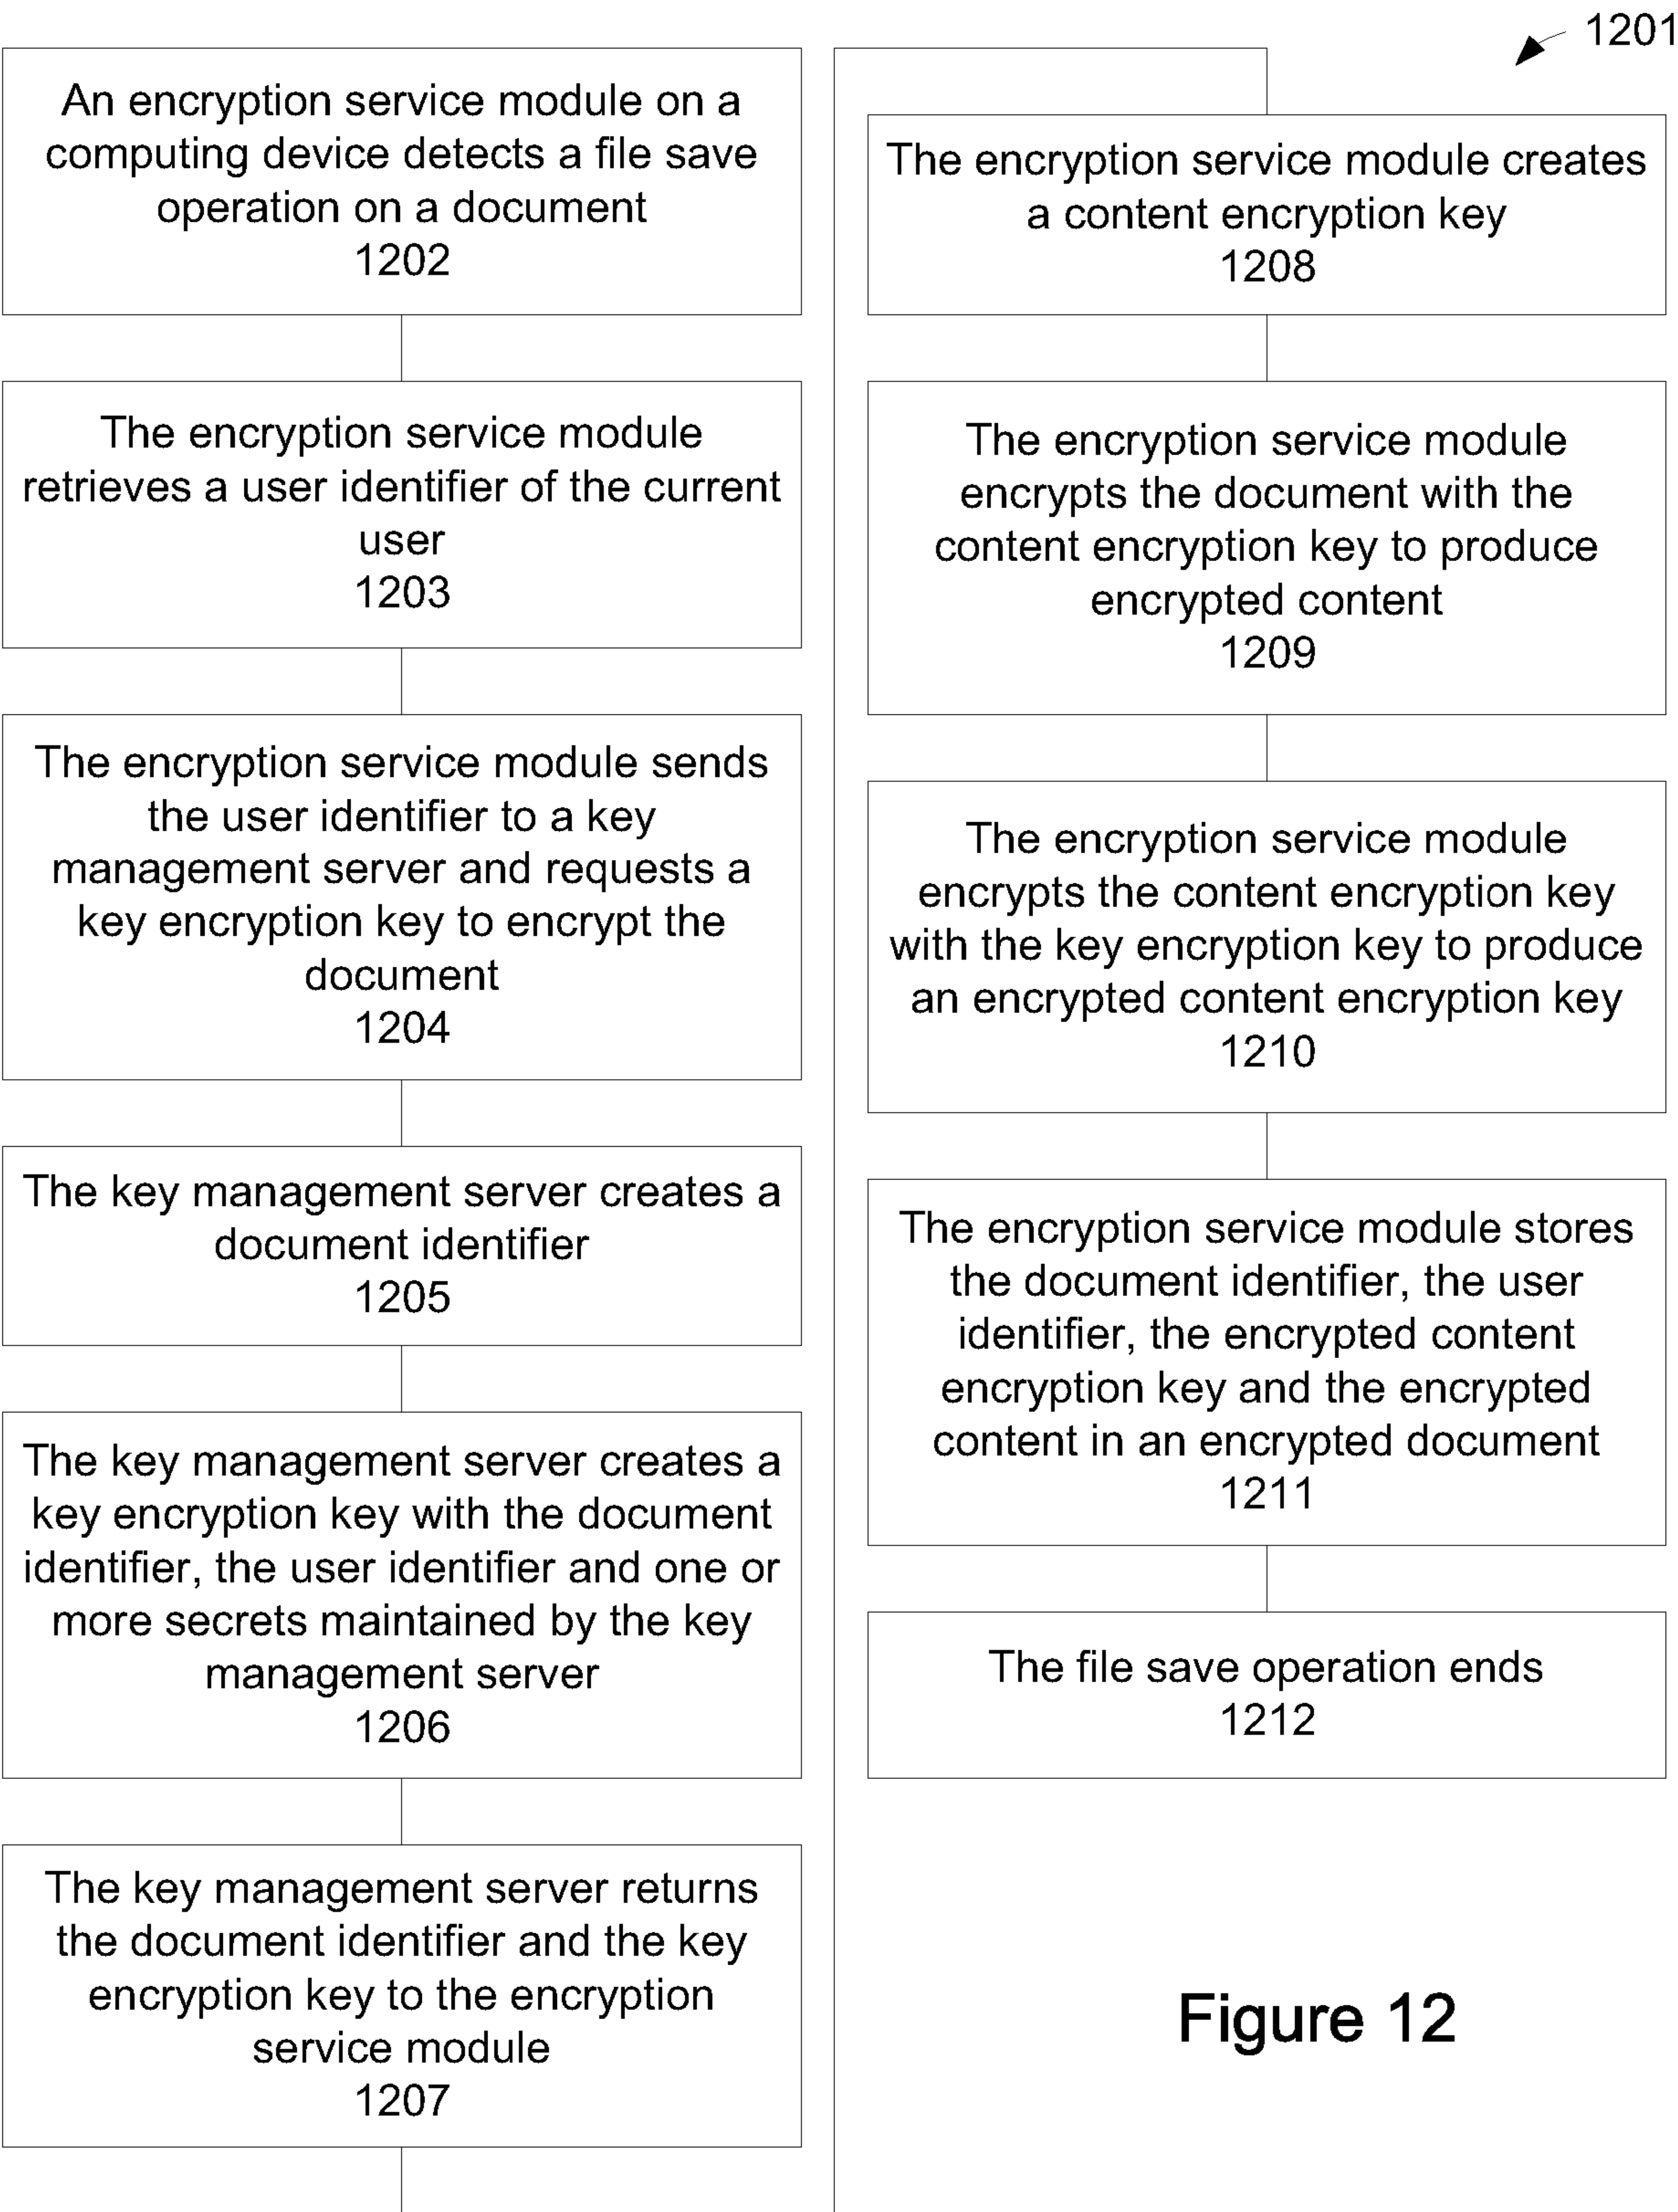 1201
An encryption service module on a
computing device detects a file save
operation on a document
1202
The encryption service module
retrieves a user identifier of the current
user
1203
The encryption service module sends
the user identifier to a key
management server and requests a
key encryption key to encrypt the
document
1204
The key management server creates a
document identifier
1205
The key management server creates a
key encryption key with the document
identifier, the user identifier and one or
more secrets maintained by the key
management server
1206
The key management server returns
the document identifier and the key
encryption key to the encryption
service module
1207
The encryption service module creates
a content encryption key
1208
The encryption service module
encrypts the document with the
content encryption key to produce
encrypted content
1209
The encryption service module
encrypts the content encryption key
with the key encryption key to produce
an encrypted content encryption key
1210
The encryption service module stores
the document identifier, the user
identifier, the encrypted content
encryption key and the encrypted
content in an encrypted document
1211
The file save operation ends
1212
Figure 12